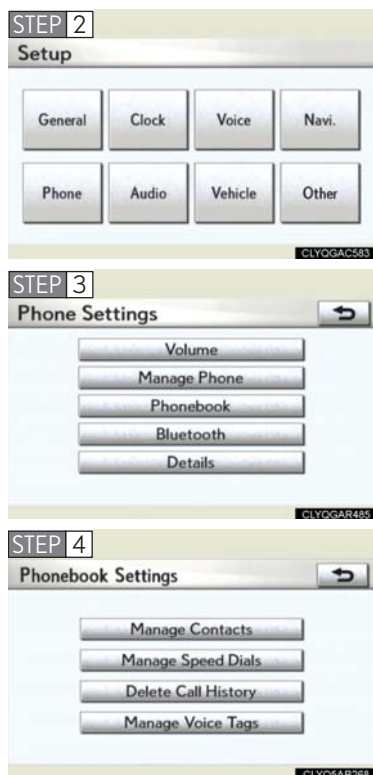 STEP 2
Setup
General Clock Voice Navi.
Phone Audio Vehicle Other
CLYOGAC583
STEP 3
Phone Settings
Volume
Manage Phone
Phonebook
Bluetooth
Details
CLYOGAR485
STEP 4
Phonebook Settings
Manage Contacts
Manage Speed Dials
Delete Call History
Manage Voice Tags